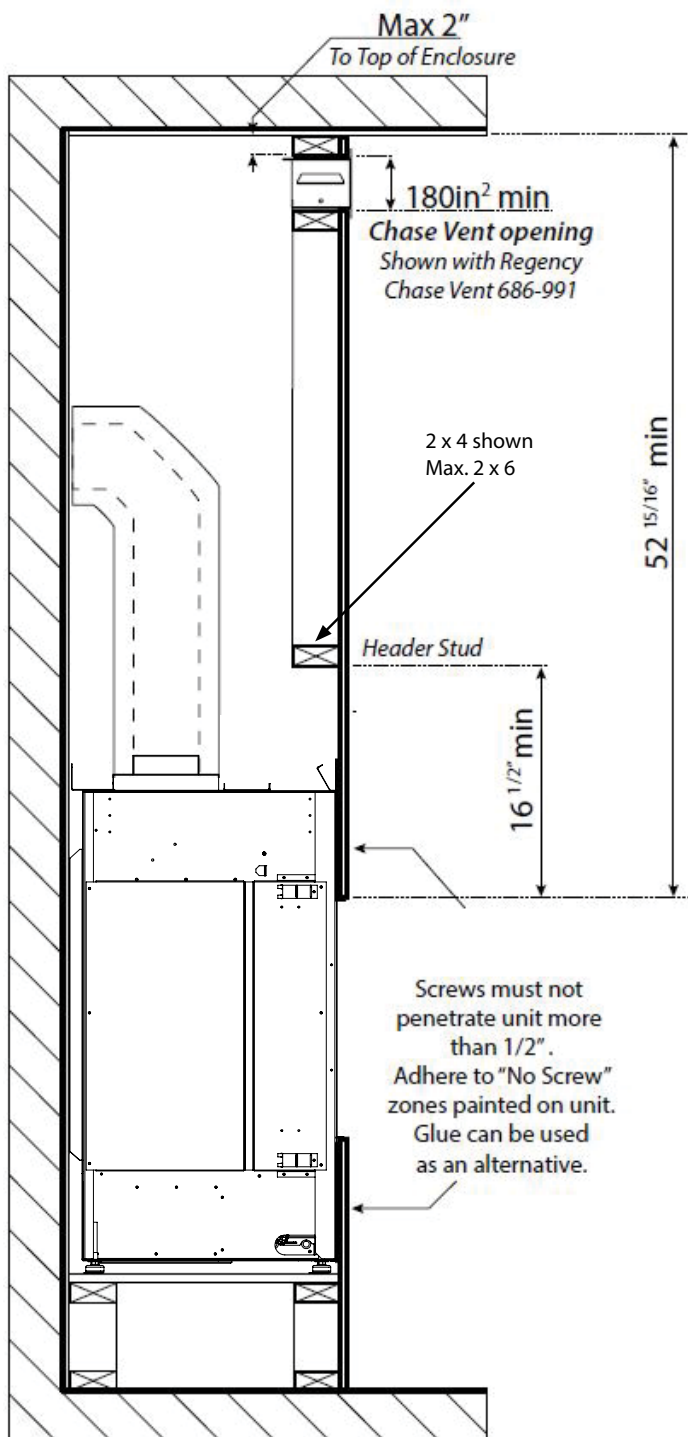 Max 2”
To Top of Enclosure
180in² min
Chase Vent opening
Shown with Regency
Chase Vent 686-991
2 x 4 shown
Max. 2 x 6
52 15/16” min
Header Stud
16 1/2” min
Screws must not
penetrate unit more
than 1/2” .
Adhere to “No Screw”
zones painted on unit.
Glue can be used
as an alternative.